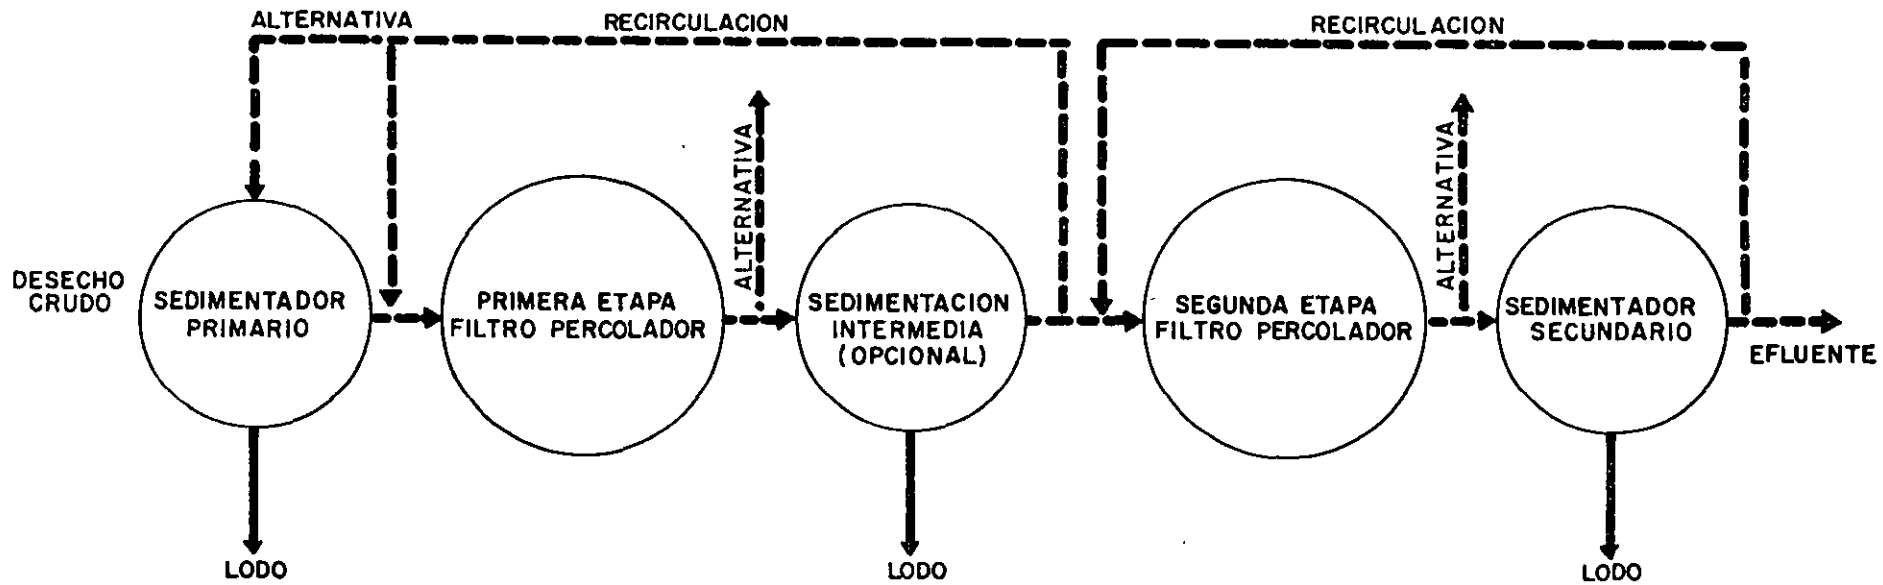 ALTERNATIVA
RECIRCULACION
RECIRCULACION
ALTERNATIVA
ALTERNATIVA
DESECHO
CRUDO
SEDIMENTADOR
PRIMARIO
PRIMERA ETAPA
FILTRO PERCOLADOR
SEDIMENTACION
INTERMEDIA
(OPCIONAL)
SEGUNDA ETAPA
FILTRO PERCOLADOR
SEDIMENTADOR
SECUNDARIO
EFLUENTE
LODO
LODO
LODO